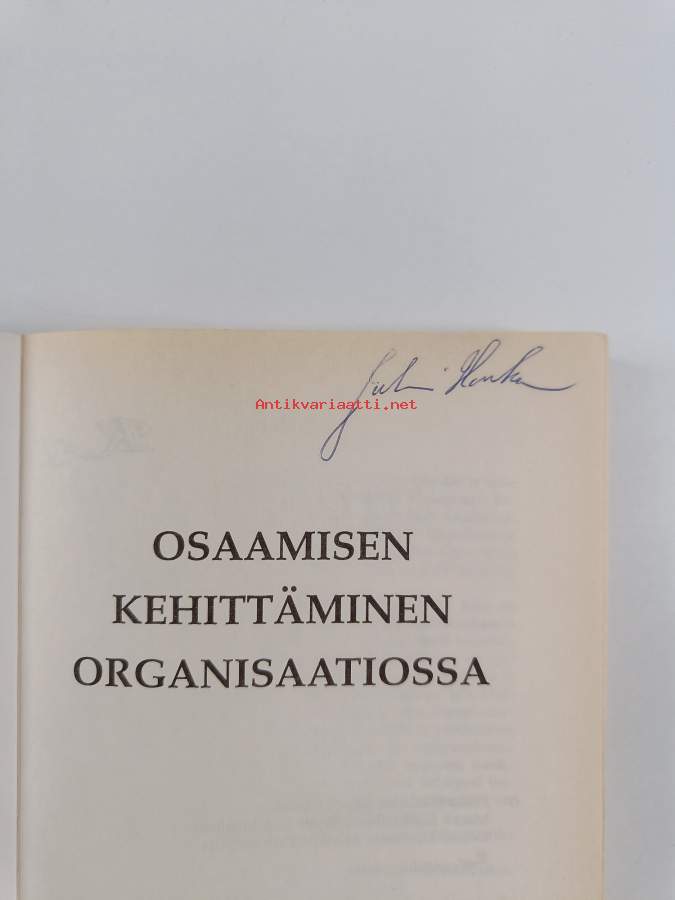 Antikvariaatti.net
OSAAMISEN
KEHITTÄMINEN
ORGANISAATIOSSA